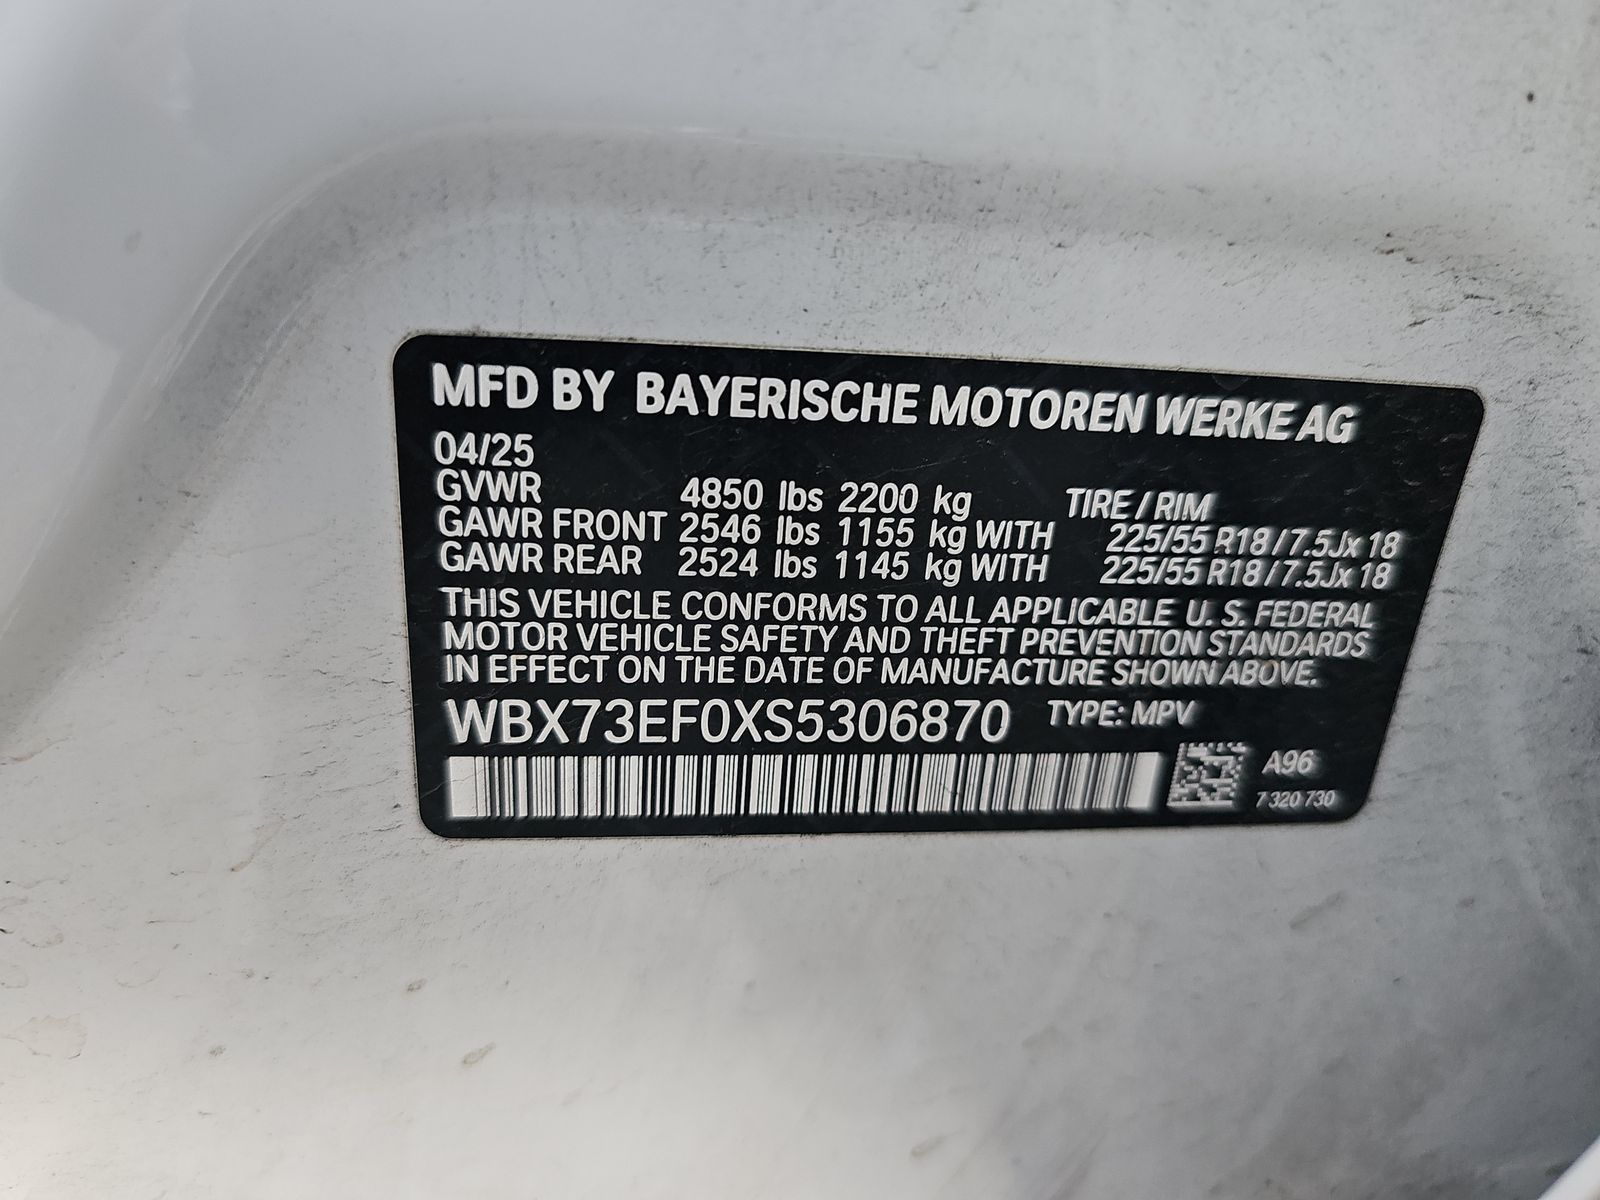 MFD BY BAYERISCHE MOTOREN WERKE AG
04/25
GVWR 4850 lbs 2200 kg TIRE / RIM
GAWR FRONT 2546 lbs 1155 kg WITH 225/55 R18 / 7.5Jx 18
GAWR REAR 2524 lbs 1145 kg WITH 225/55 R18 / 7.5Jx 18
THIS VEHICLE CONFORMS TO ALL APPLICABLE U. S. FEDERAL
MOTOR VEHICLE SAFETY AND THEFT PREVENTION STANDARDS
IN EFFECT ON THE DATE OF MANUFACTURE SHOWN ABOVE.
WBX73EF0XS5306870 TYPE: MPV
A96
7 320 730